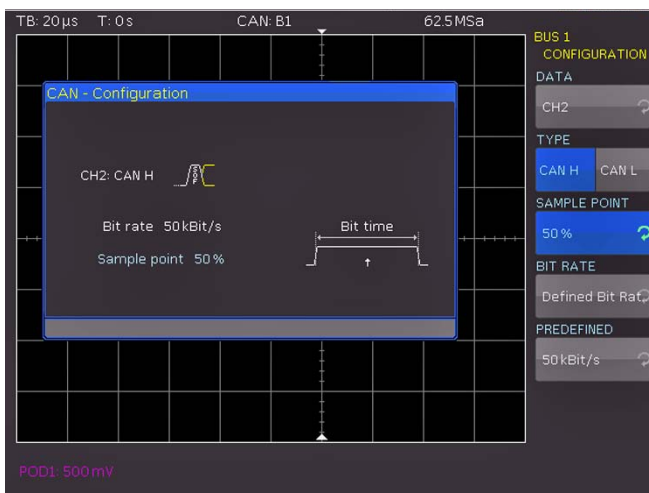 TB: 20µs T: 0s CAN: B1 62.5MSa
BUS 1
CONFIGURATION
DATA
CH2
TYPE
CAN H CAN L
SAMPLE POINT
50%
BIT RATE
Defined Bit Rat
PREDEFINED
50kBit/s
CAN - Configuration
CH2: CAN H
Bit rate 50kBit/s
Bit time
Sample point 50%
POD1: 500mV